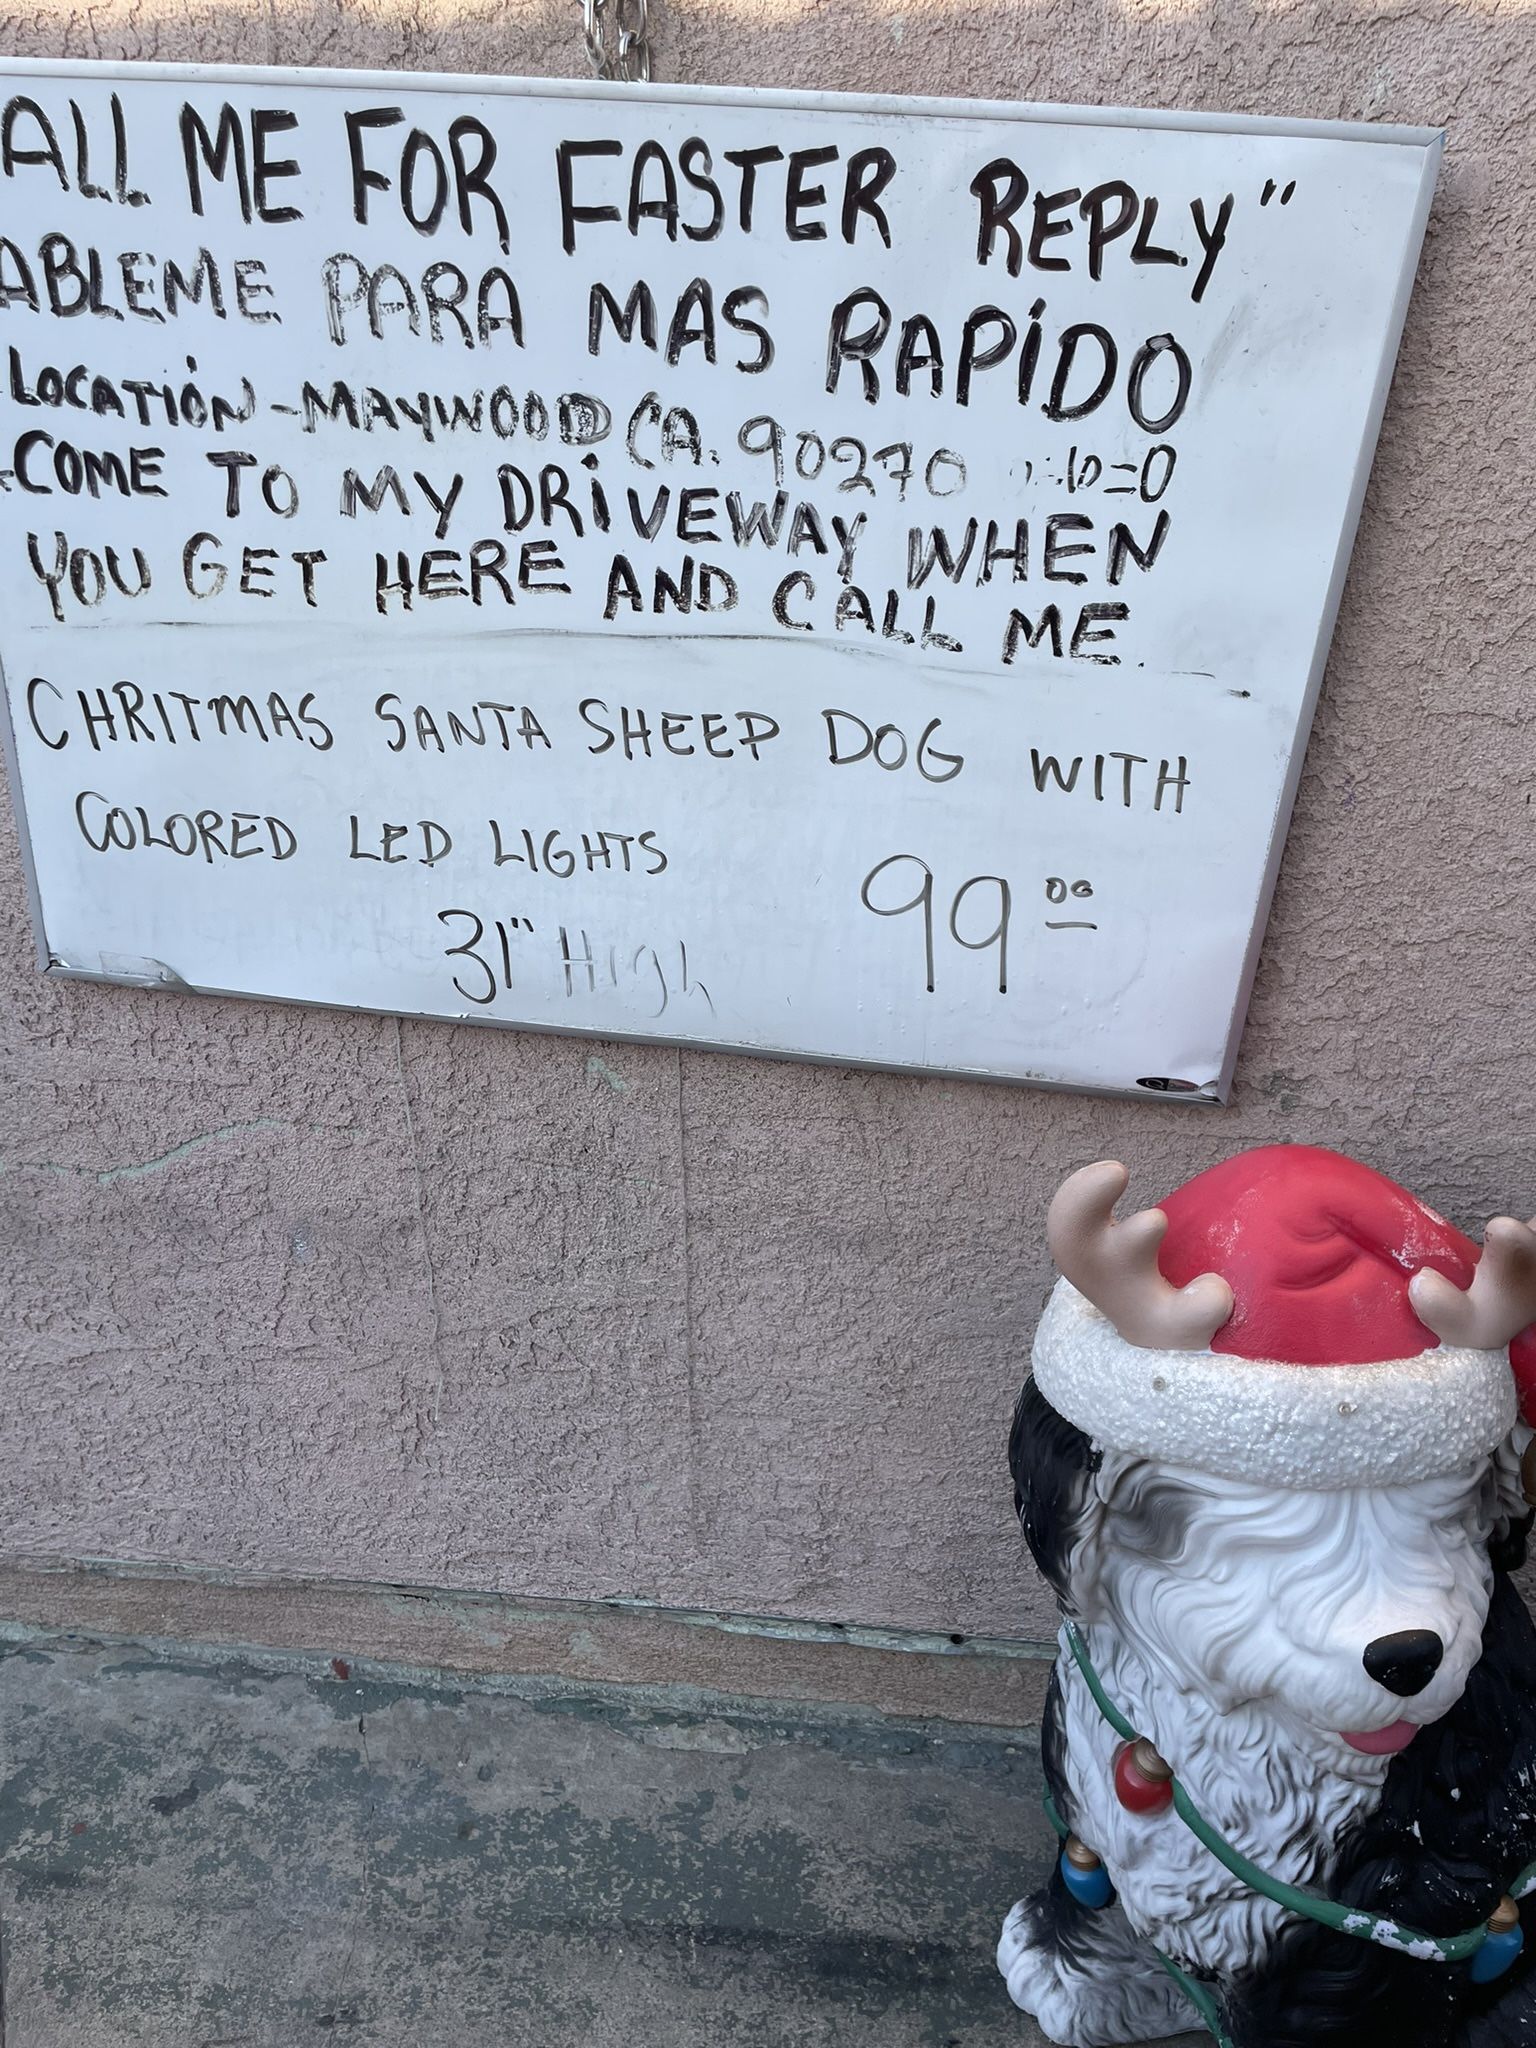 ALL ME FOR FASTER REPLY"
ABLEME PARA MAS RAPIDO
LOCATION - MAYWOOD CA. 90270
COME TO MY DRIVEWAY WHEN
YOU GET HERE AND CALL ME.
CHRITMAS SANTA SHEEP DOG WITH
COLORED LED LIGHTS
99.00
31" High